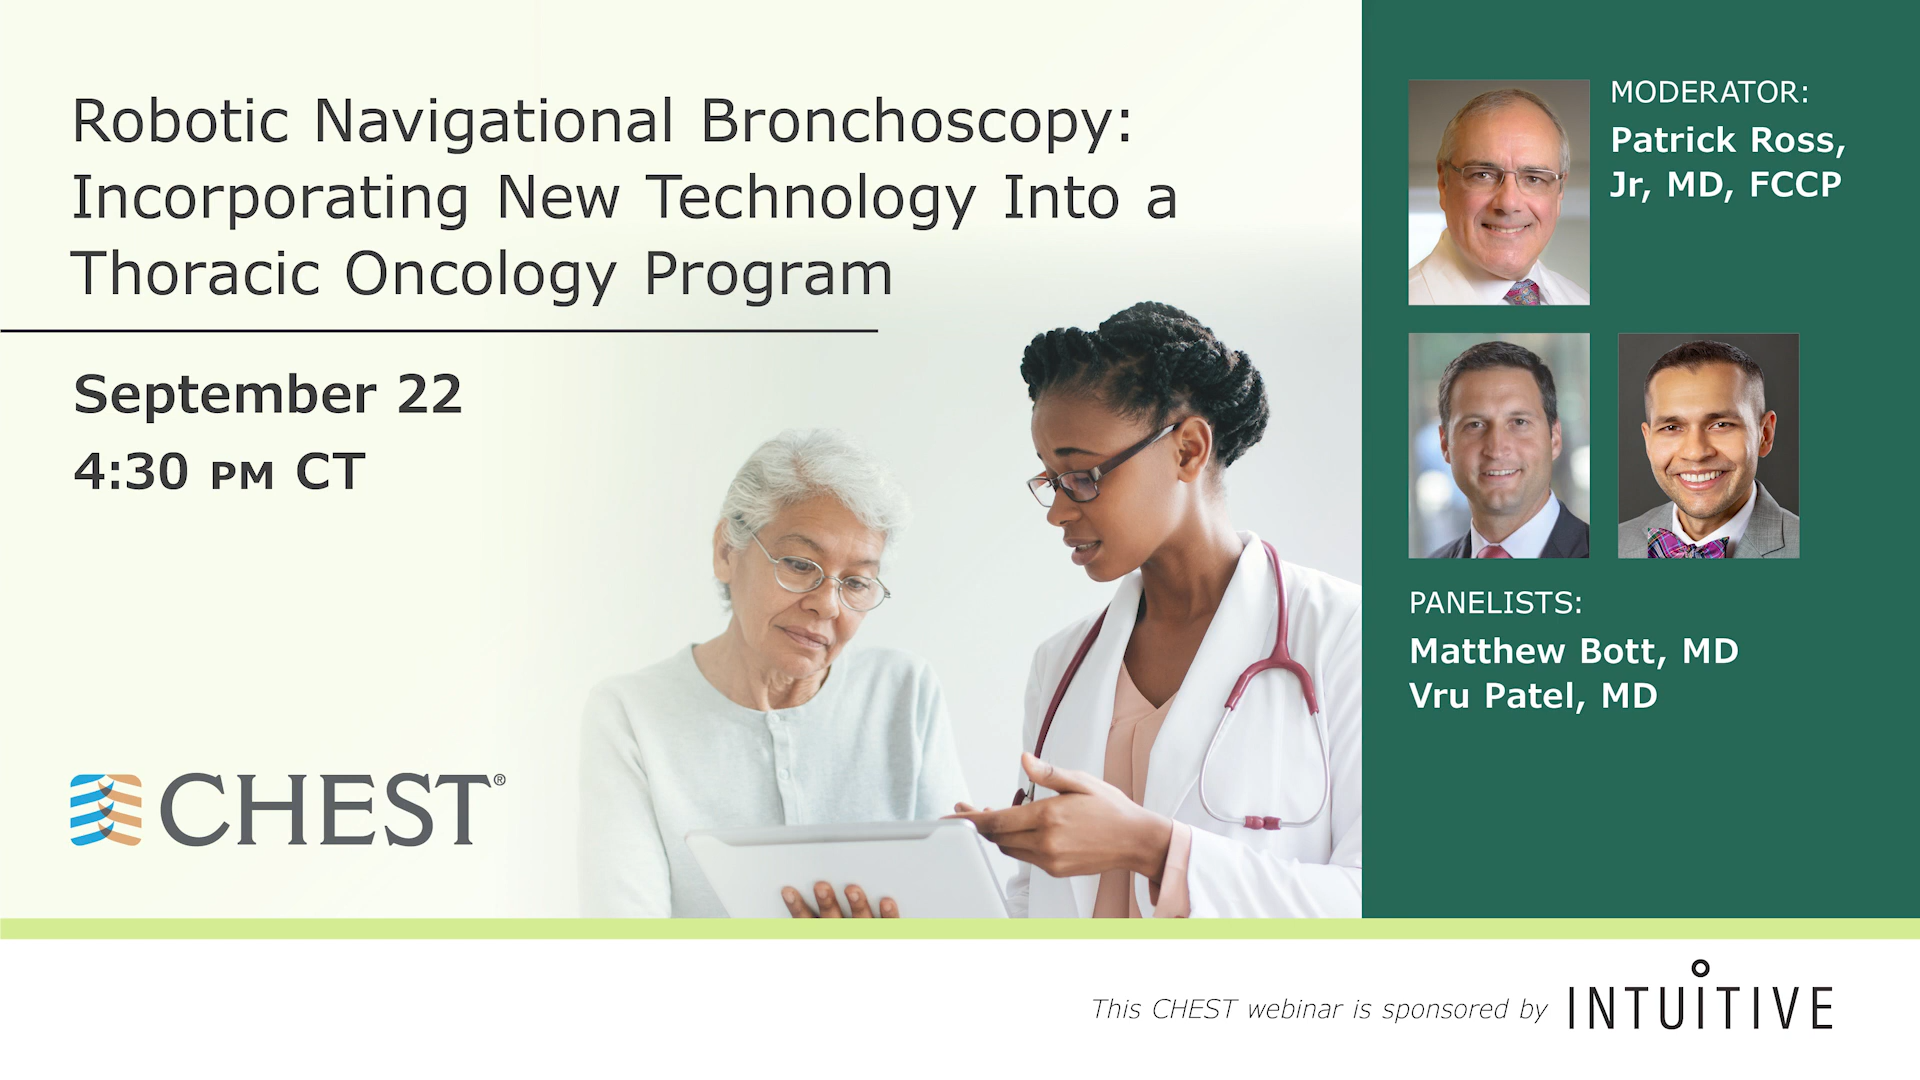 Robotic Navigational Bronchoscopy:
Incorporating New Technology Into a
Thoracic Oncology Program
September 22
4:30 PM CT
CHEST®
MODERATOR:
Patrick Ross,
Jr, MD, FCCP
PANELISTS:
Matthew Bott, MD
Vru Patel, MD
This CHEST webinar is sponsored by INTUITIVE